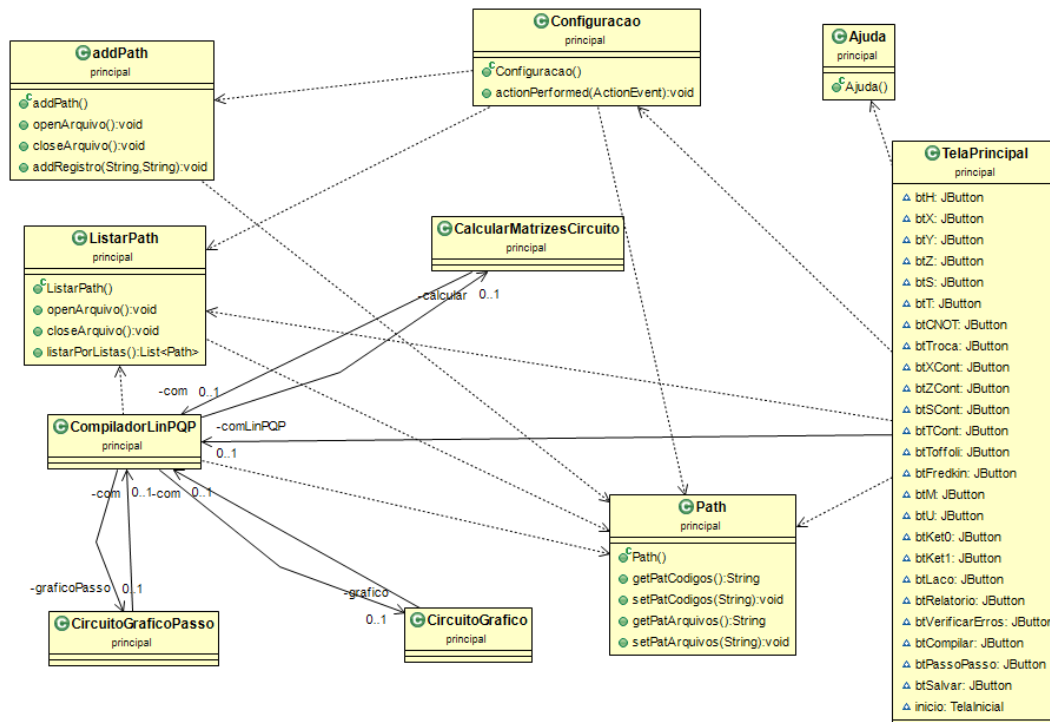 Configuracao
principal
Configuracao()
actionPerformed(ActionEvent):void
Ajuda
principal
Ajuda()
addPath
principal
addPath()
openArquivo():void
closeArquivo():void
addRegistro(String,String):void
TelaPrincipal
principal
btH: JButton
btX: JButton
btY: JButton
btZ: JButton
btS: JButton
btT: JButton
btCNOT: JButton
btTroca: JButton
btXCont: JButton
btZCont: JButton
btSCont: JButton
btTCont: JButton
btToffoli: JButton
btFredkin: JButton
btM: JButton
btU: JButton
btKet0: JButton
btKet1: JButton
btLaco: JButton
btRelatorio: JButton
btVerificarErros: JButton
btCompilar: JButton
btPassoPasso: JButton
btSalvar: JButton
inicio: TelaInicial
ListarPath
principal
ListarPath()
openArquivo():void
closeArquivo():void
listarPorListas():List<Path>
CalcularMatrizesCircuito
principal
-calcular 0..1
-com 0..1
CompiladorLinPQP
principal
-comLinPQP
0..1
-com 0..1
-com 0..1
-graficoPasso 0..1
-grafico
0..1
CircuitoGraficoPasso
principal
CircuitoGrafico
principal
Path
principal
Path()
getPatCodigos():String
setPatCodigos(String):void
getPatArquivos():String
setPatArquivos(String):void